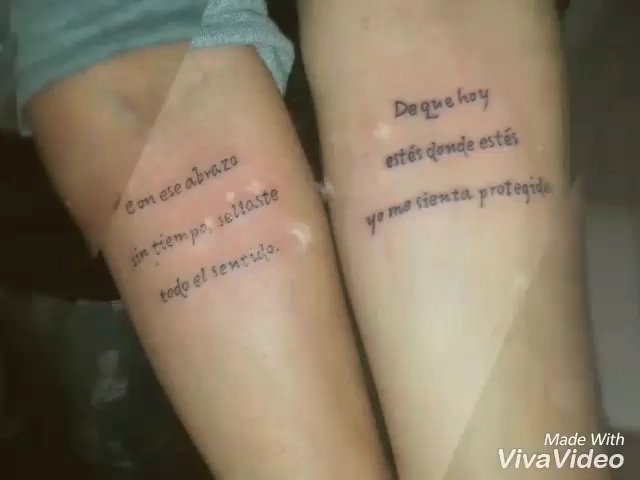 con ese abrazo
sin tiempo, sellaste
todo el sentido.
De que hoy
estés donde estés
yo me sienta protegida.
Made With
VivaVideo